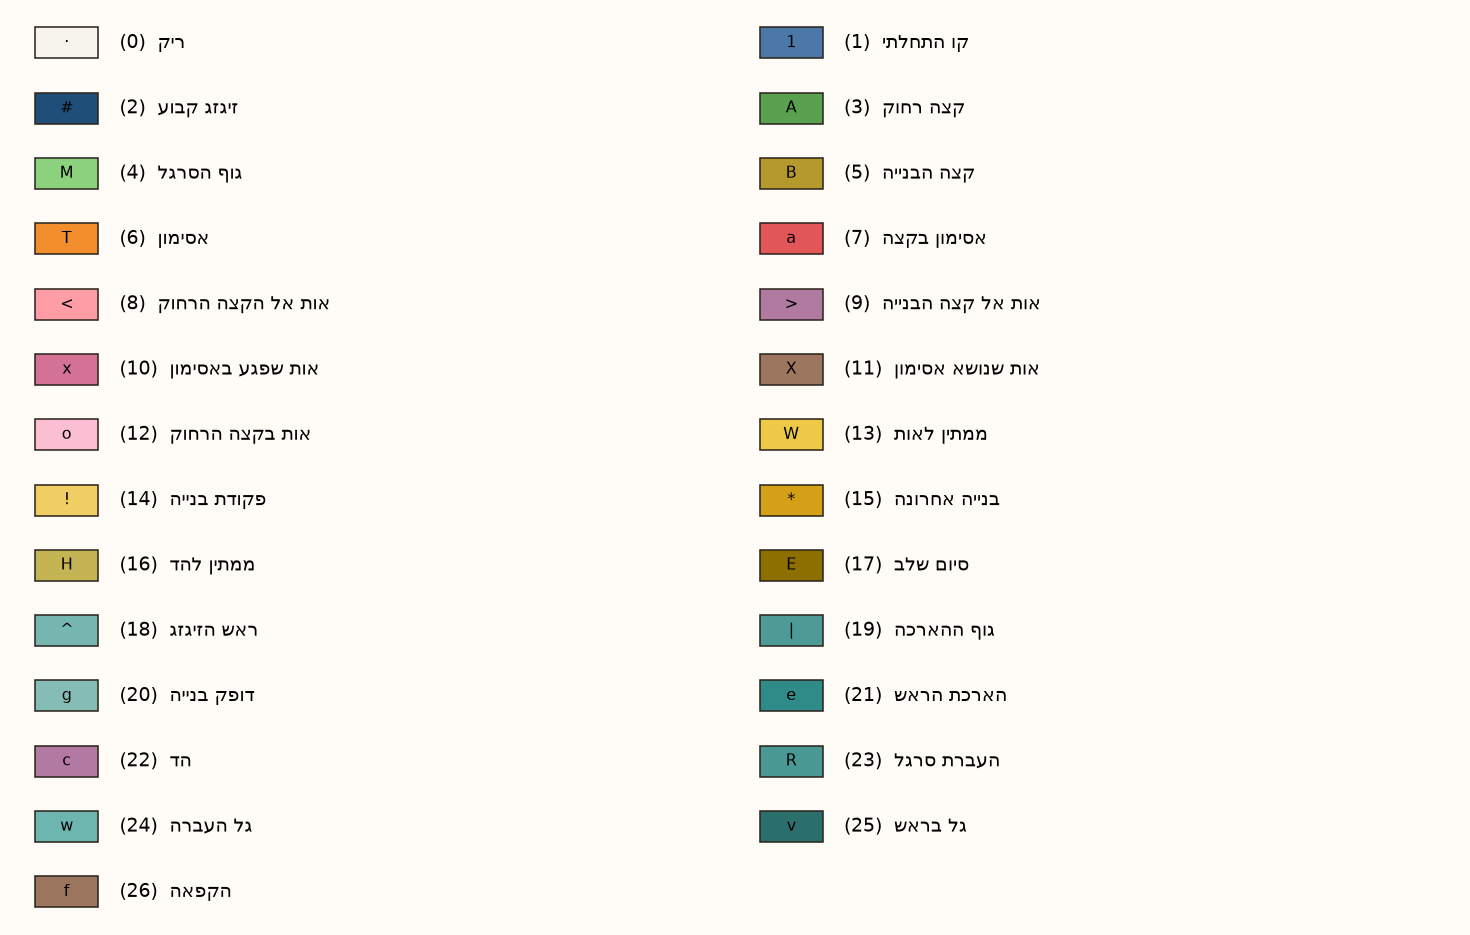 · ריק (0)
1 קו התחלתי (1)
# זיגזג קבוע (2)
A קצה רחוק (3)
M גוף הסרגל (4)
B קצה הבנייה (5)
T אסימון (6)
a אסימון בקצה (7)
< אות אל הקצה הרחוק (8)
> אות אל קצה הבנייה (9)
x אות שפגע באסימון (10)
X אות שנושא אסימון (11)
o אות בקצה הרחוק (12)
W ממתין לאות (13)
! פקודת בנייה (14)
* בנייה אחרונה (15)
H ממתין להד (16)
E סיום שלב (17)
^ ראש הזיגזג (18)
| גוף ההארכה (19)
g דופק בנייה (20)
e הארכת הראש (21)
c הד (22)
R העברת סרגל (23)
w גל העברה (24)
v גל בראש (25)
f הקפאה (26)